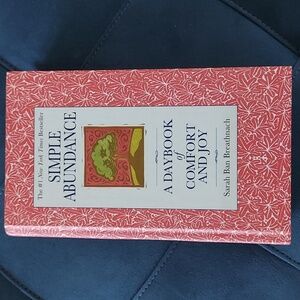 The #1 New York Times Bestseller
SIMPLE
ABUNDANCE
A DAYBOOK
of
COMFORT
AND JOY
Sarah Ban Breathnach